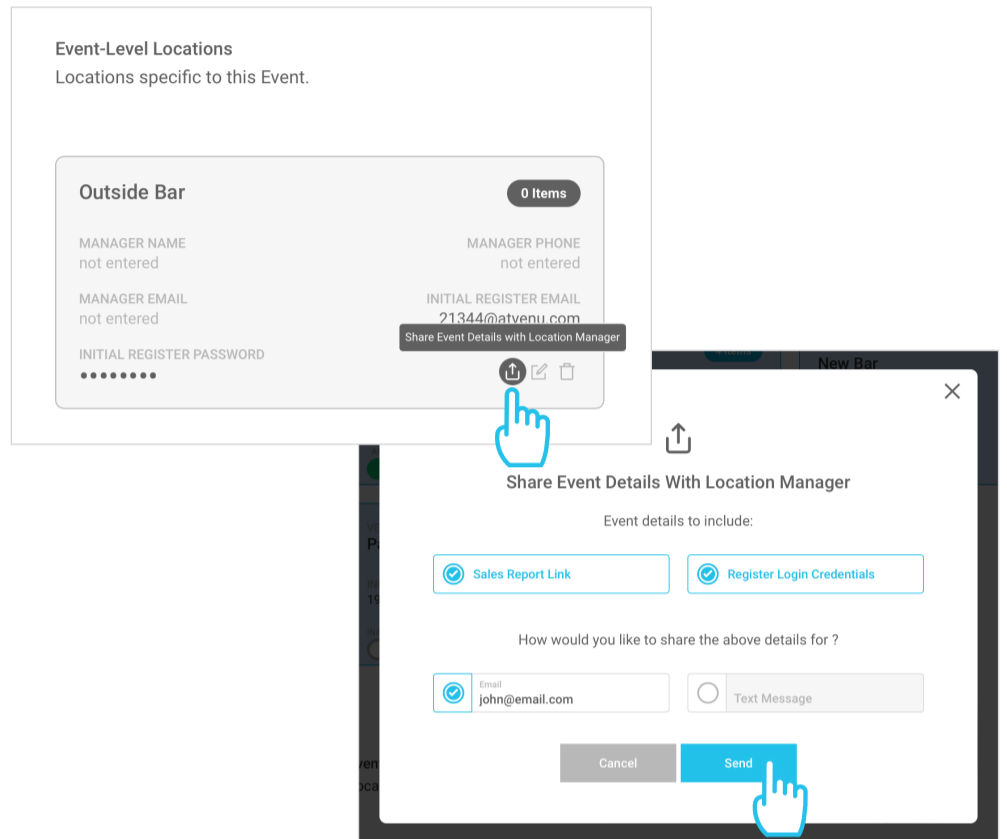 Event-Level Locations
Locations specific to this Event.
Outside Bar
0 Items
MANAGER NAME
MANAGER PHONE
not entered
not entered
MANAGER EMAIL
INITIAL REGISTER EMAIL
not entered
21344@atvenu.com
Share Event Details with Location Manager
INITIAL REGISTER PASSWORD
New Bar
Share Event Details With Location Manager
Event details to include:
Sales Report Link
Register Login Credentials
How would you like to share the above details for ?
Email
john@email.com
Text Message
Cancel
Send